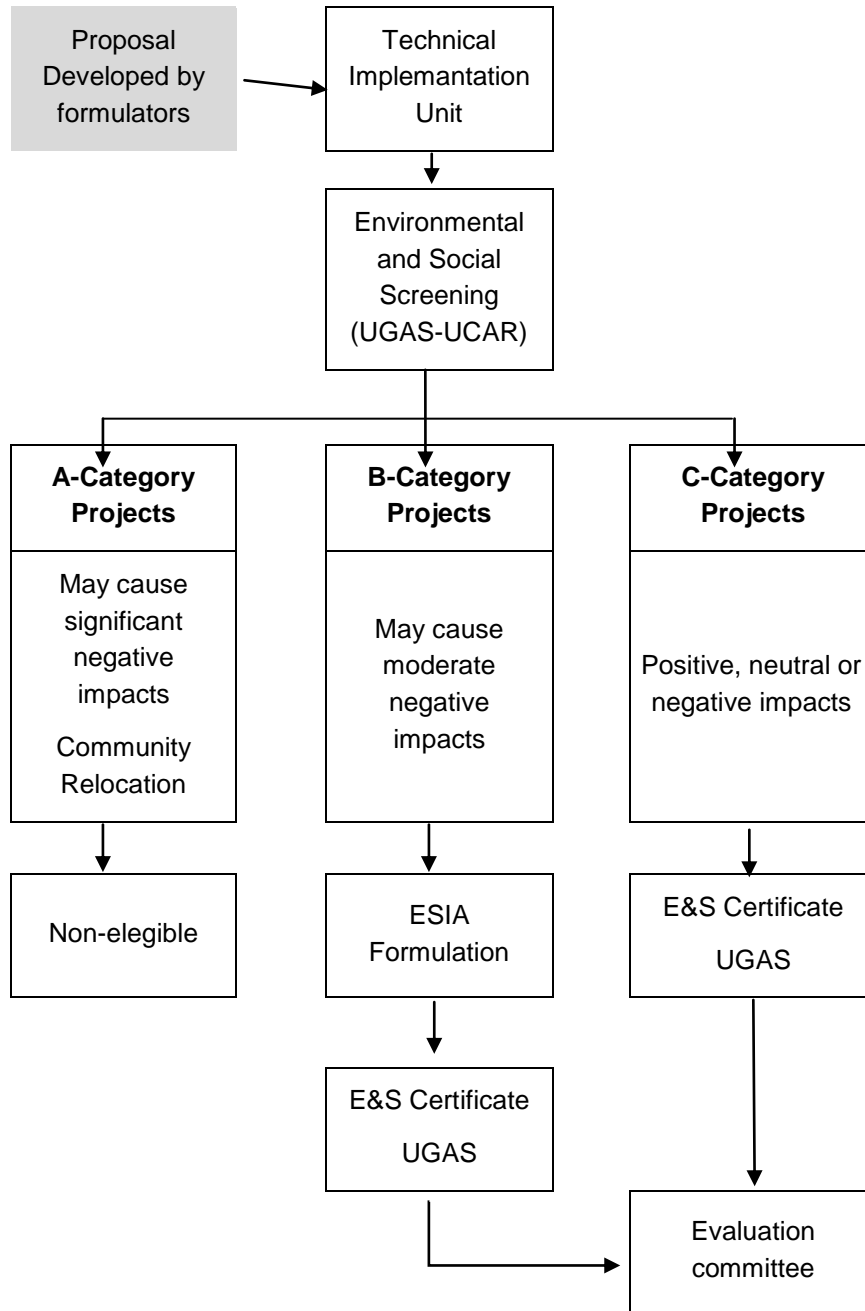 Proposal
Developed by
formulators
Technical
Implemantation
Unit
Environmental
and Social
Screening
(UGAS-UCAR)
A-Category
Projects
May cause
significant
negative
impacts
Community
Relocation
Non-elegible
B-Category
Projects
May cause
moderate
negative
impacts
ESIA
Formulation
E&S Certificate
UGAS
C-Category
Projects
Positive, neutral or
negative impacts
E&S Certificate
UGAS
Evaluation
committee